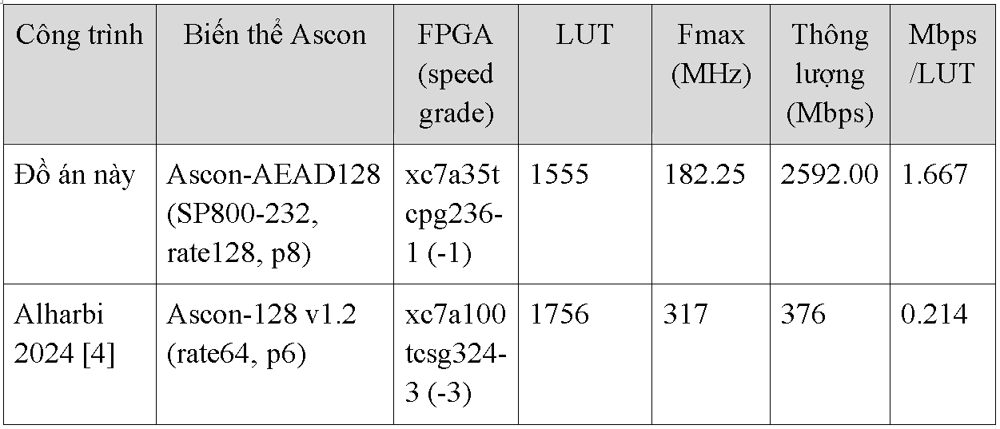 Công trình
Biến thể Ascon
FPGA
(speed
grade)
LUT
Fmax
(MHz)
Thông
lượng
(Mbps)
Mbps
/LUT
Đồ án này
Ascon-AEAD128
(SP800-232,
rate128, p8)
xc7a35t
cpg236-
1 (-1)
1555
182.25
2592.00
1.667
Alharbi
2024 [4]
Ascon-128 v1.2
(rate64, p6)
xc7a100
tcsg324-
3 (-3)
1756
317
376
0.214